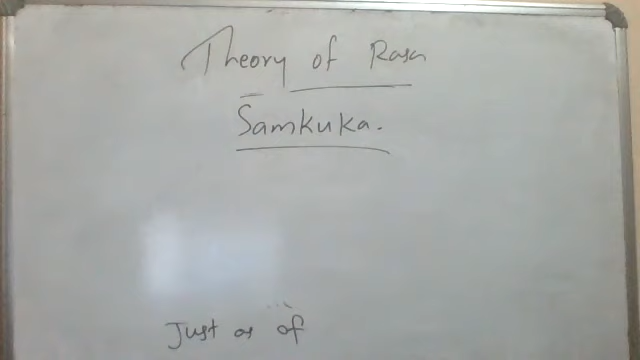 Theory of Rasa
Samkuka.
Just as of